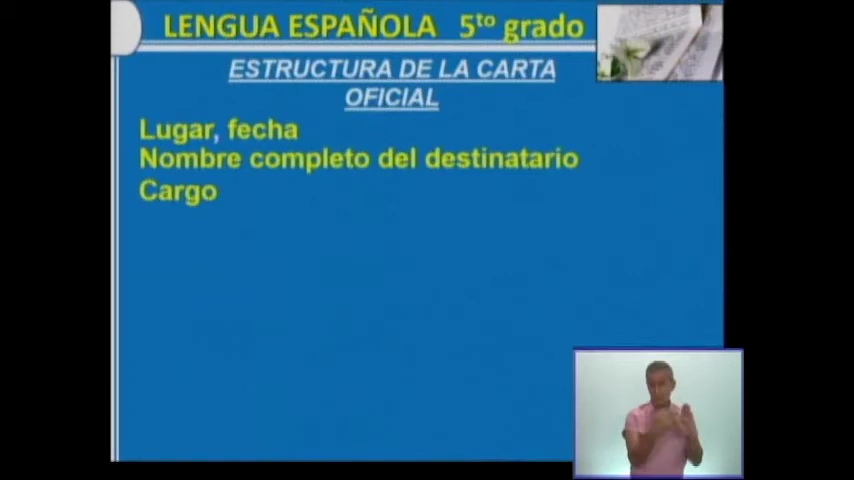 LENGUA ESPAÑOLA 5to grado
ESTRUCTURA DE LA CARTA
OFICIAL
Lugar, fecha
Nombre completo del destinatario
Cargo